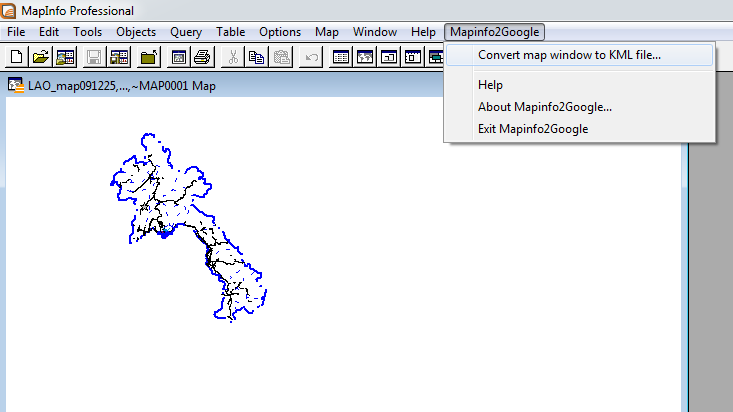 MapInfo Professional
File Edit Tools Objects Query Table Options Map Window Help Mapinfo2Google
Convert map window to KML file...
LAO_map091225,...,~MAP0001 Map
Help
About Mapinfo2Google...
Exit Mapinfo2Google